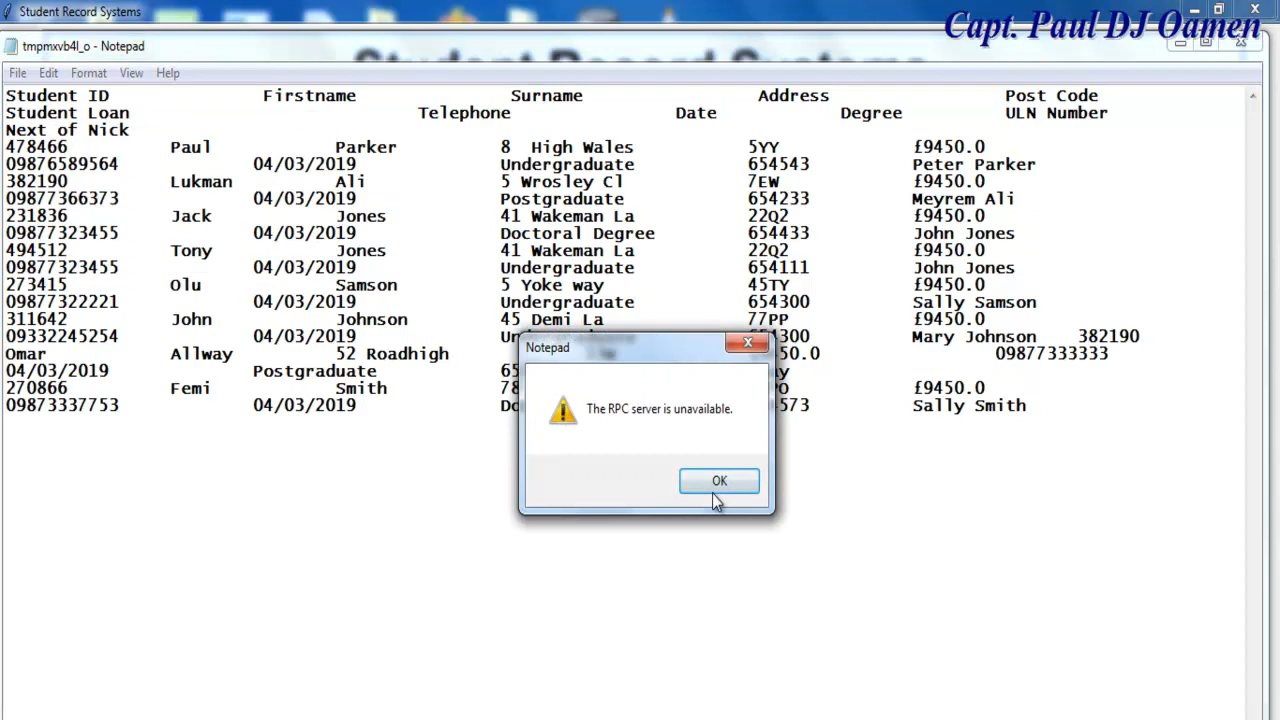 Student Record Systems
Capt. Paul DJ Oamen
tmpmxvb4l_o - Notepad
Student Record Systems
File Edit Format View Help
Student ID Firstname Surname Address Post Code
Student Loan Telephone Date Degree ULN Number
Next of Nick
478466 Paul Parker 8 High Wales 5YY £9450.0
09876589564 04/03/2019 Undergraduate 654543 Peter Parker
382190 Lukman Ali 5 Wrosley Cl 7EW £9450.0
09877366373 04/03/2019 Postgraduate 654233 Meyrem Ali
231836 Jack Jones 41 Wakeman La 22Q2 £9450.0
09877323455 04/03/2019 Doctoral Degree 654433 John Jones
494512 Tony Jones 41 Wakeman La 22Q2 £9450.0
09877323455 04/03/2019 Undergraduate 654111 John Jones
273415 Olu Samson 5 Yoke way 45TY £9450.0
09877322221 04/03/2019 Undergraduate 654300 Sally Samson
311642 John Johnson 45 Demi La 77PP £9450.0
09332245254 04/03/2019 Mary Johnson 382190
Omar Allway 52 Roadhigh 50.0 09877333333
04/03/2019 Postgraduate
270866 Femi Smith 78 £9450.0
09873337753 04/03/2019 573 Sally Smith
Notepad
The RPC server is unavailable.
OK